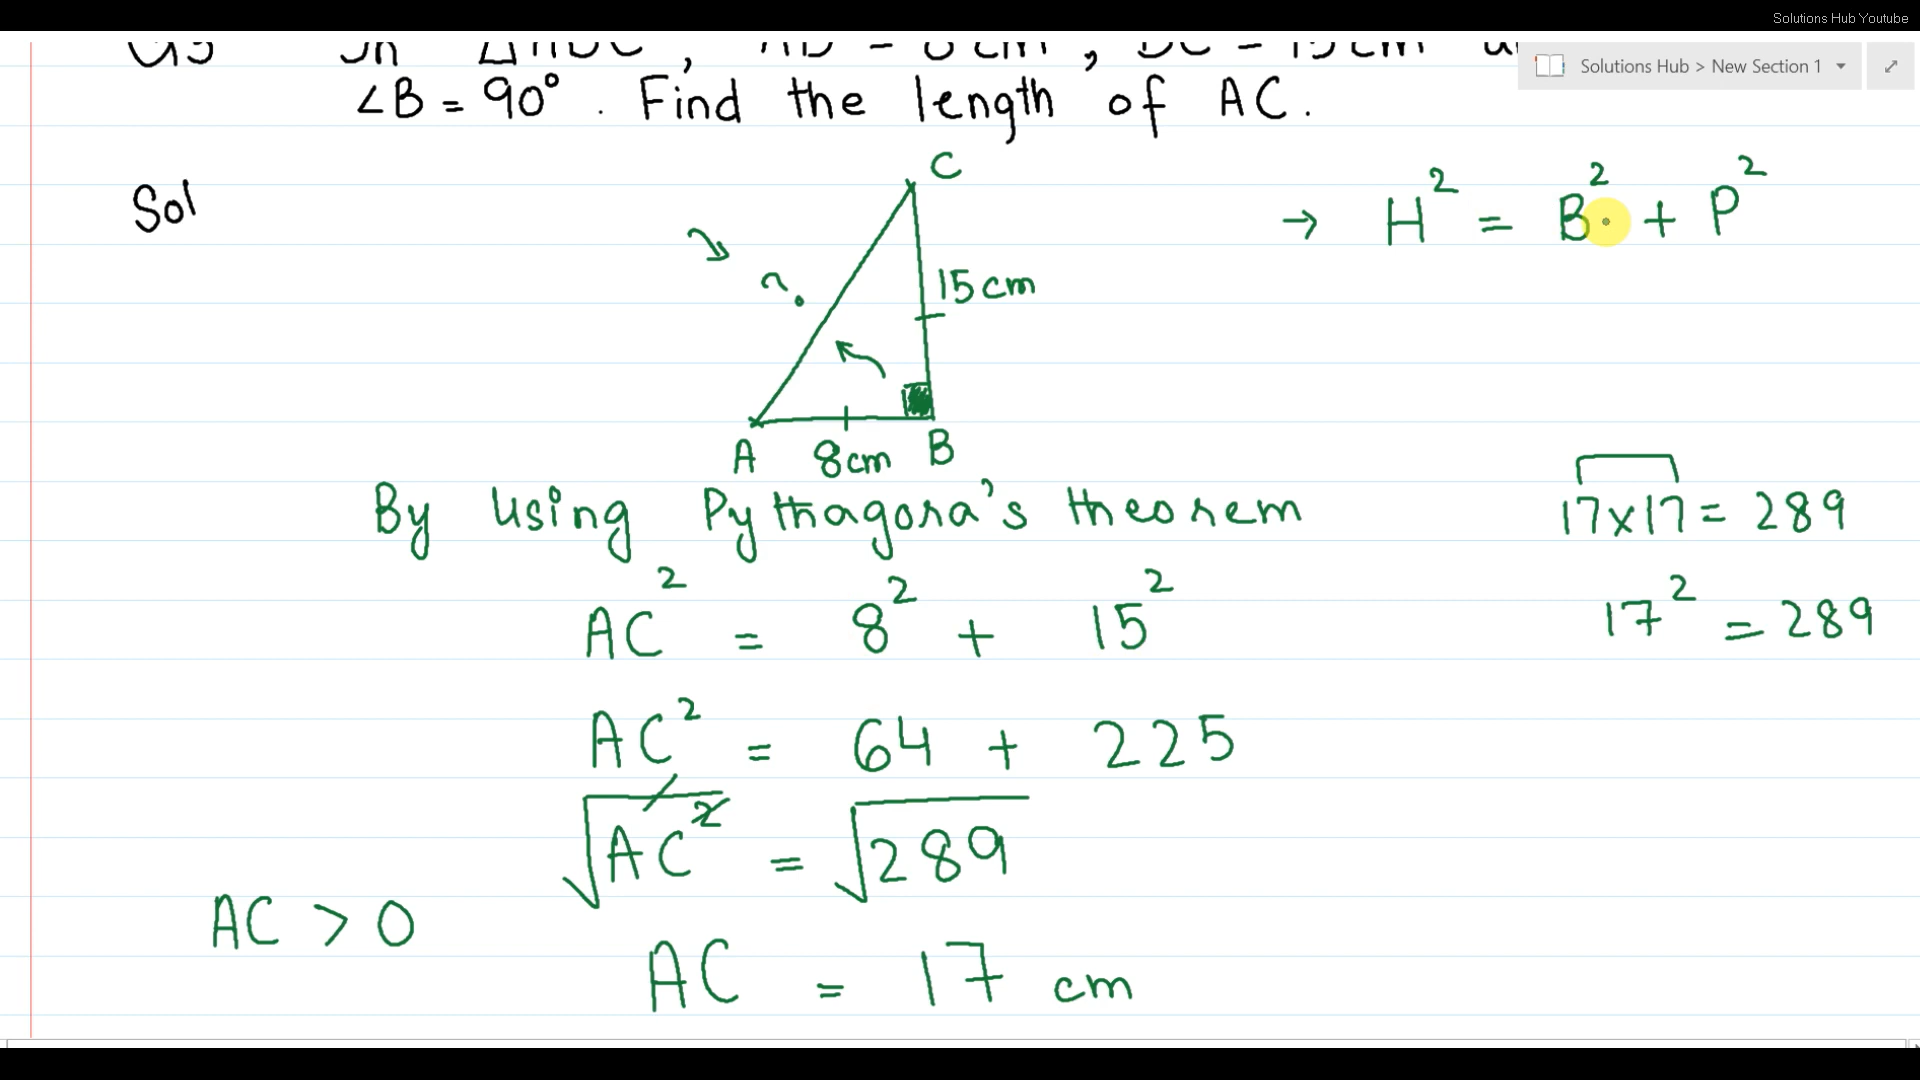 Solutions Hub Youtube
Solutions Hub > New Section 1
∠B = 90° . Find the length of AC.
Sol
C
→ H² = B² + P²
?
15cm
A 8cm B
By using Pythagora's theorem
17x17 = 289
AC² = 8² + 15²
17² = 289
AC² = 64 + 225
√AC² = √289
AC > 0
AC = 17 cm